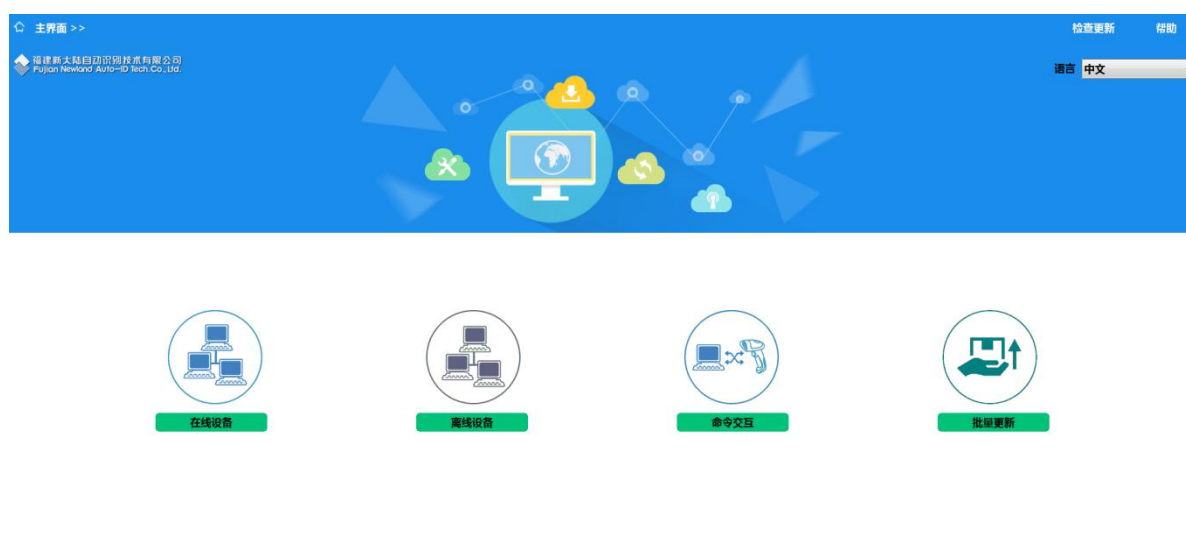 主界面 >>
检查更新 帮助
福建新大陆自动识别技术有限公司
Fujian Newland Auto-ID Tech.Co.,Ltd.
语言 中文
在线设备
离线设备
命令交互
批量更新